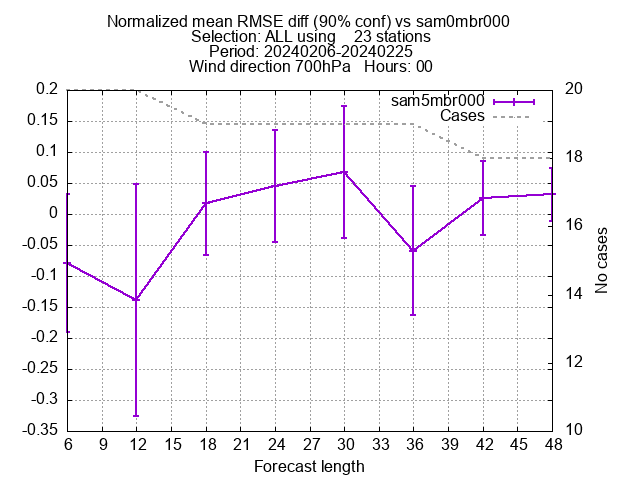 Normalized mean RMSE diff (90% conf) vs sam0mbr000
Selection: ALL using    23 stations
Period: 20240206-20240225
Wind direction 700hPa   Hours: 00
sam5mbr000
Cases
0.2
0.15
0.1
0.05
0
-0.05
-0.1
-0.15
-0.2
-0.25
-0.3
-0.35
20
18
16
14
12
10
No cases
6 9 12 15 18 21 24 27 30 33 36 39 42 45 48
Forecast length